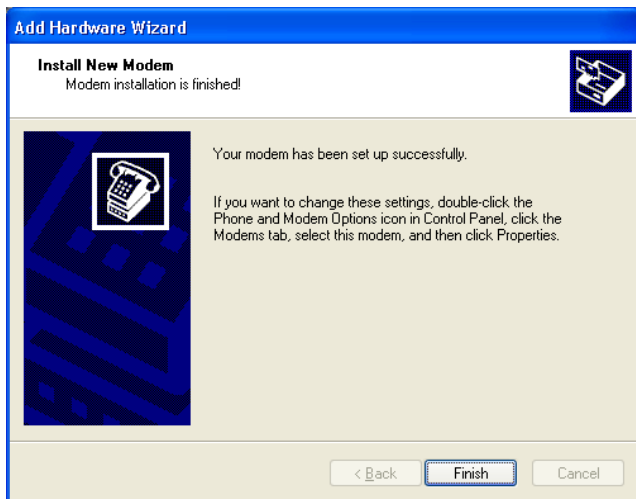 Add Hardware Wizard
Install New Modem
Modem installation is finished!
Your modem has been set up successfully.
If you want to change these settings, double-click the
Phone and Modem Options icon in Control Panel, click the
Modems tab, select this modem, and then click Properties.
< Back Finish Cancel